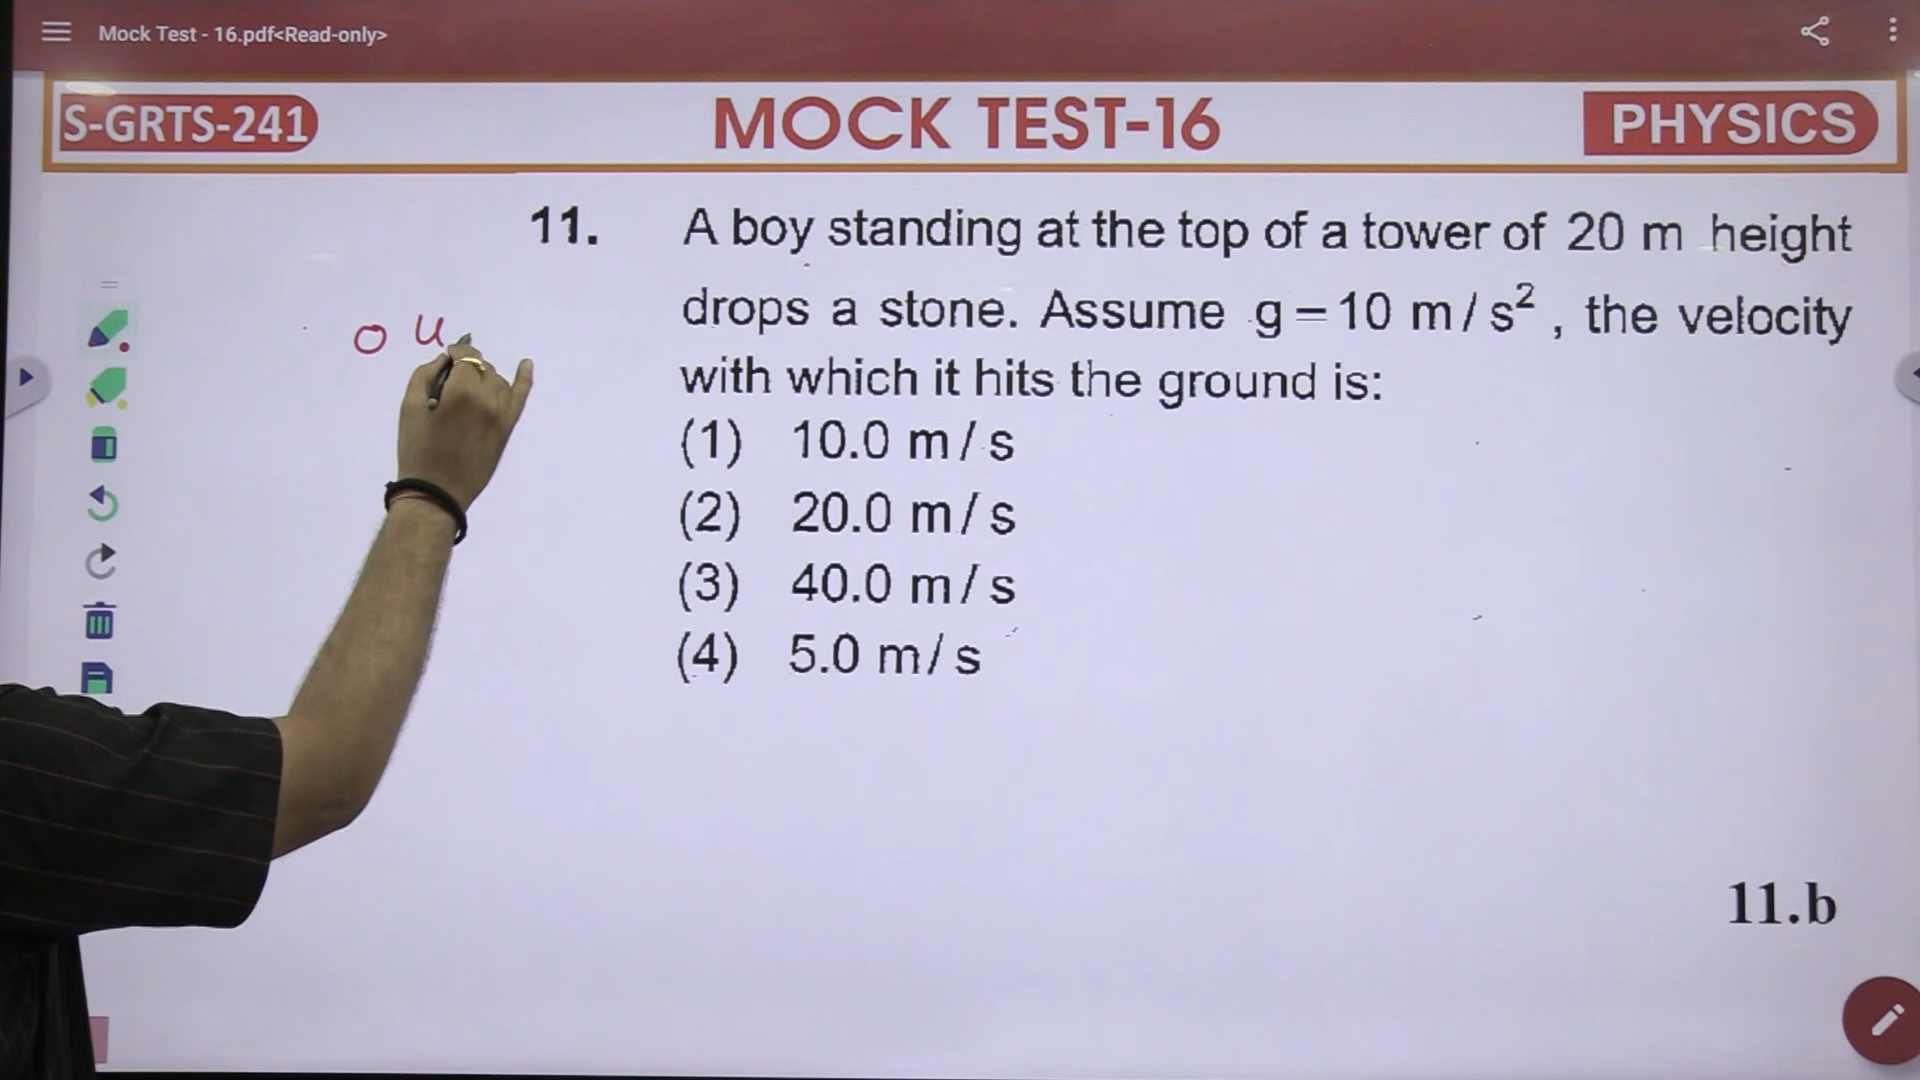 Mock Test - 16.pdf<Read-only>
S-GRTS-241
MOCK TEST-16
PHYSICS
11. A boy standing at the top of a tower of 20 m height
drops a stone. Assume g = 10 m/s², the velocity
with which it hits the ground is:
O u
(1) 10.0 m/s
(2) 20.0 m/s
(3) 40.0 m/s
(4) 5.0 m/s
11.b